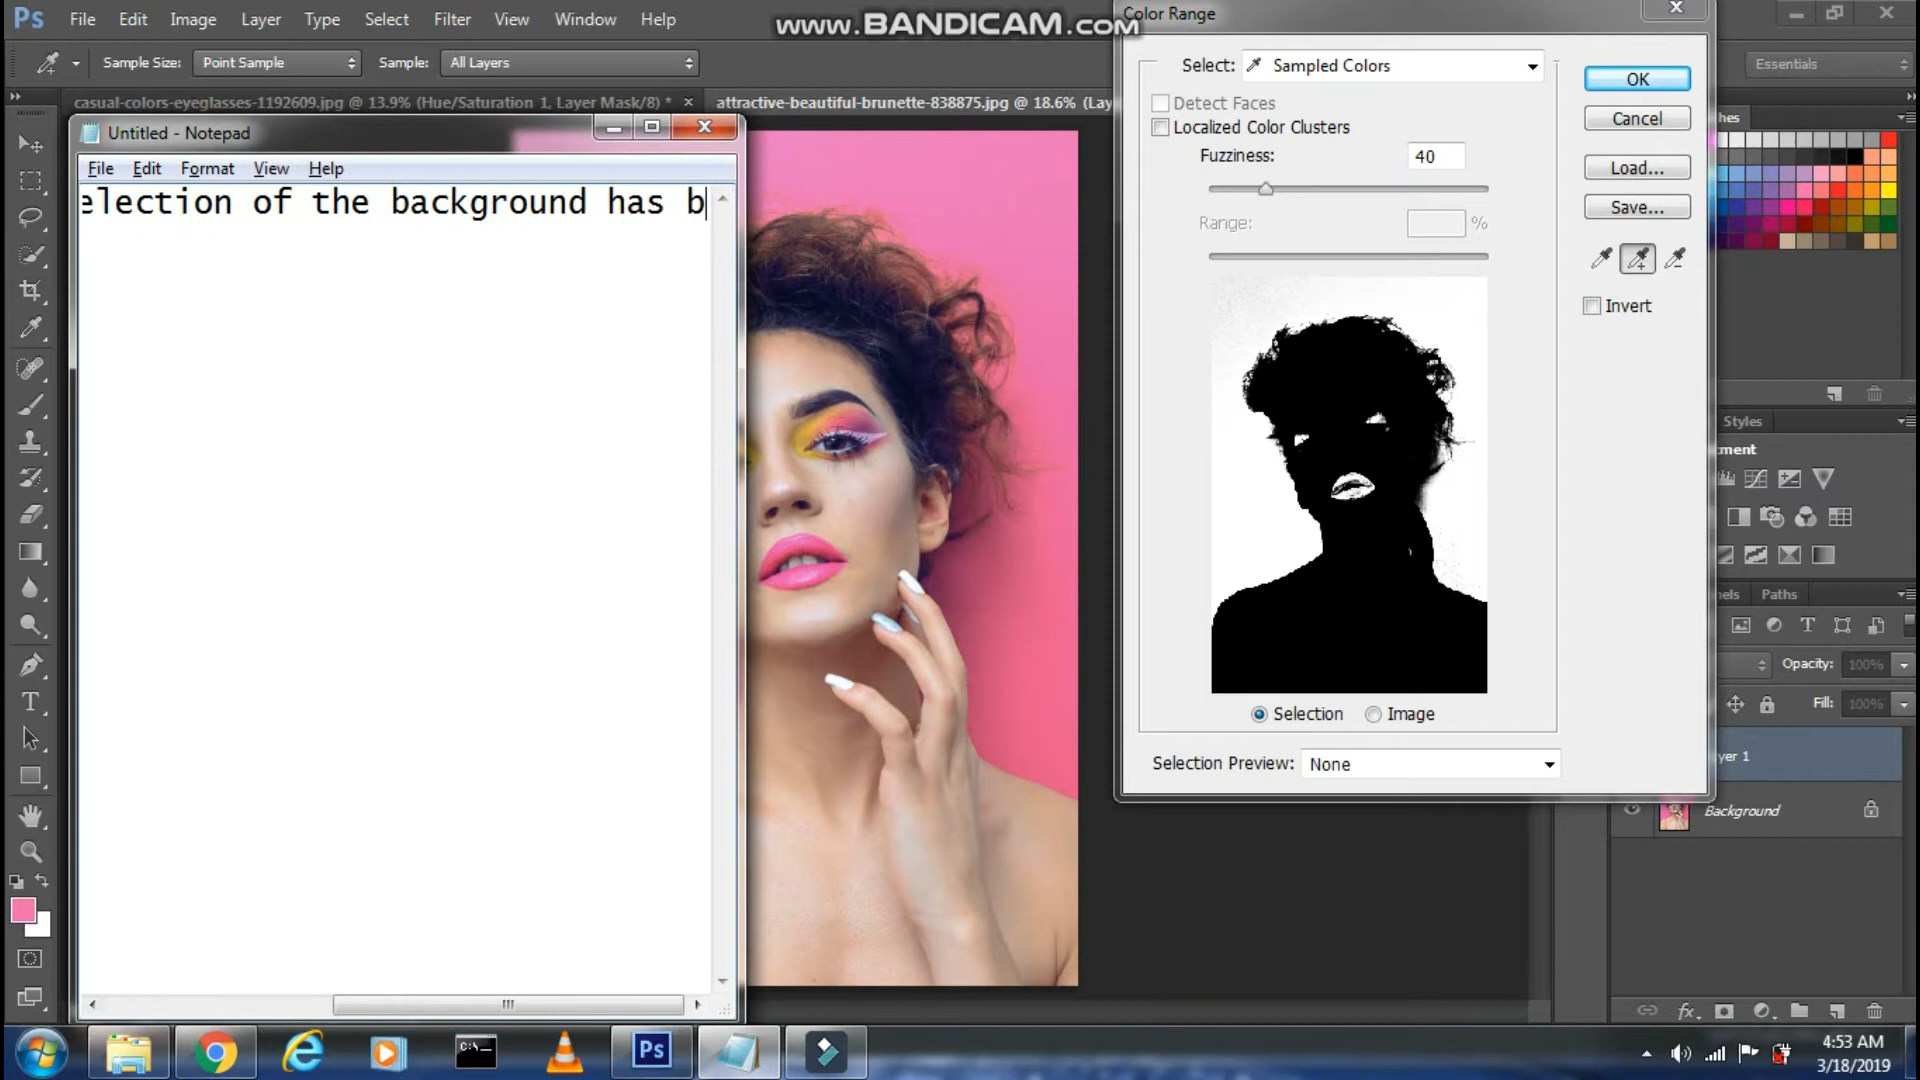 Ps File Edit Image Layer Type Select Filter View Window Help
www.BANDICAM.com
Color Range
Sample Size: Point Sample Sample: All Layers
Essentials
casual-colors-eyeglasses-1192609.jpg @ 13.9% (Hue/Saturation 1, Layer Mask/8) *
attractive-beautiful-brunette-838875.jpg @ 18.6% (Lay
Untitled - Notepad
File Edit Format View Help
election of the background has b
Select: Sampled Colors
Detect Faces
Localized Color Clusters
Fuzziness: 40
Range: %
Selection Image
Selection Preview: None
OK
Cancel
Load...
Save...
Invert
hes
Styles
tment
nels Paths
Opacity: 100%
Fill: 100%
yer 1
Background
fx
Ps
C:\
4:53 AM
3/18/2019